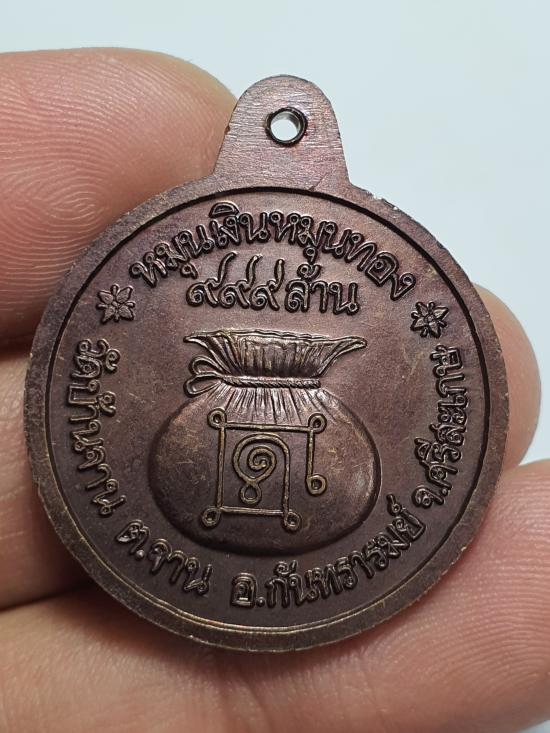 หมุนเงินหมุนทอง
๙๙๙ ล้าน
วัดบ้านจาน ต.จาน อ.กันทรารมย์ จ.ศรีสะเกษ